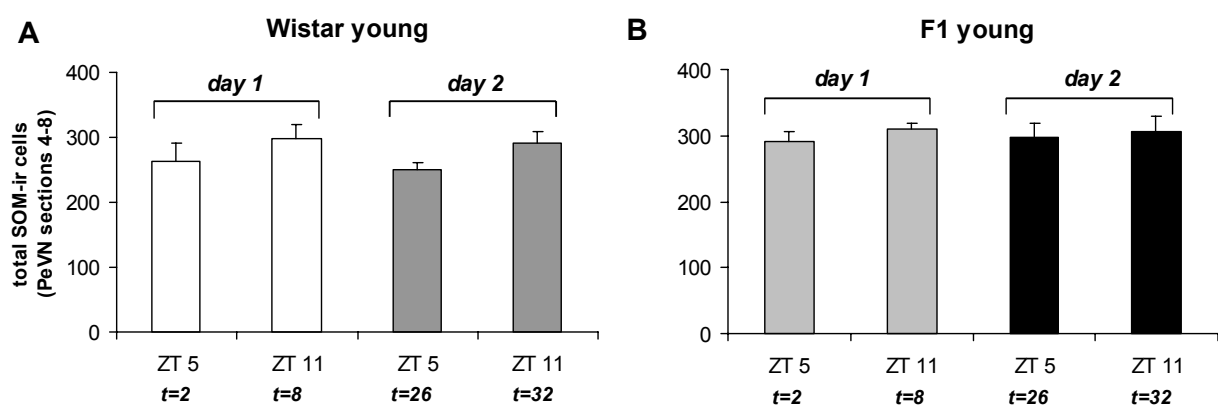 A
Wistar young
total SOM-ir cells
(PeVN sections 4-8)
400
300
200
100
0
day 1
day 2
ZT 5
ZT 11
ZT 5
ZT 11
t=2
t=8
t=26
t=32
B
F1 young
400
300
200
100
0
day 1
day 2
ZT 5
ZT 11
ZT 5
ZT 11
t=2
t=8
t=26
t=32